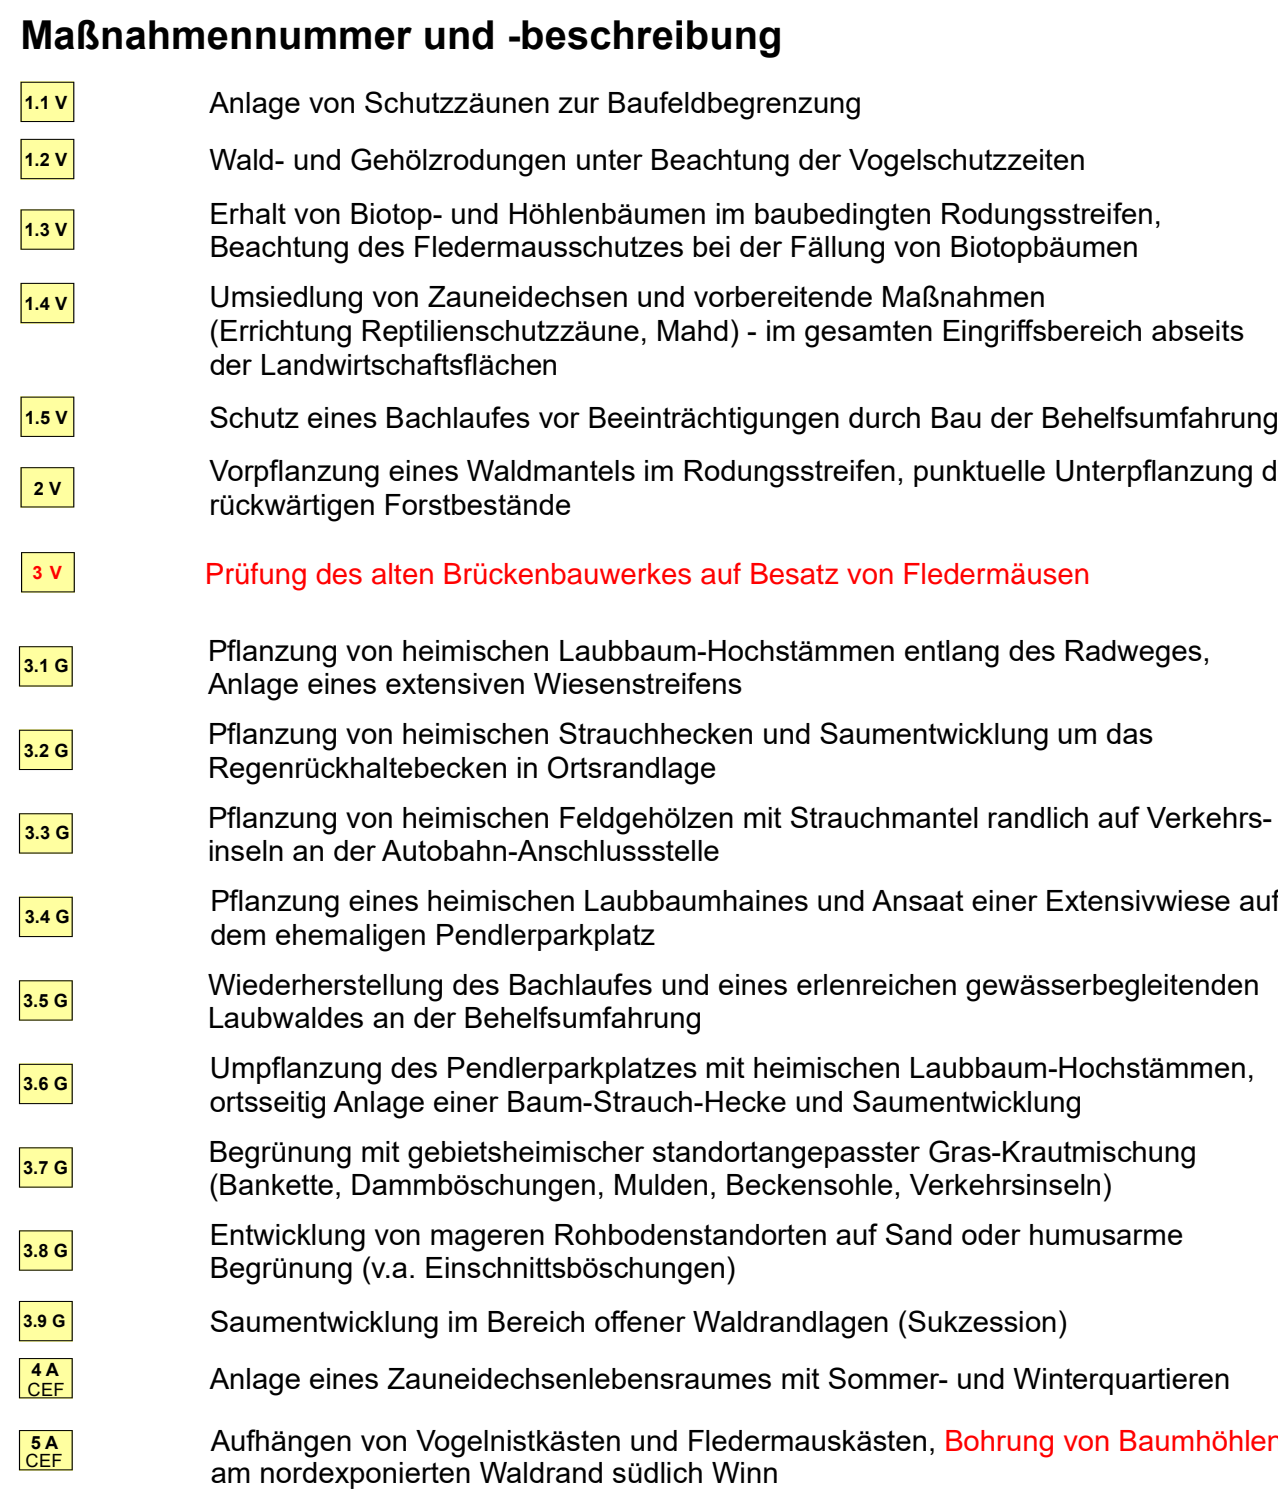 Maßnahmennummer und -beschreibung
1.1 V Anlage von Schutzzäunen zur Baufeldbegrenzung
1.2 V Wald- und Gehölzrodungen unter Beachtung der Vogelschutzzeiten
1.3 V Erhalt von Biotop- und Höhlenbäumen im baubedingten Rodungsstreifen,
Beachtung des Fledermausschutzes bei der Fällung von Biotopbäumen
1.4 V Umsiedlung von Zauneidechsen und vorbereitende Maßnahmen
(Errichtung Reptilienschutzzäune, Mahd) - im gesamten Eingriffsbereich abseits
der Landwirtschaftsflächen
1.5 V Schutz eines Bachlaufes vor Beeinträchtigungen durch Bau der Behelfsumfahrung
2 V Vorpflanzung eines Waldmantels im Rodungsstreifen, punktuelle Unterpflanzung d
rückwärtigen Forstbestände
3 V Prüfung des alten Brückenbauwerkes auf Besatz von Fledermäusen
3.1 G Pflanzung von heimischen Laubbaum-Hochstämmen entlang des Radweges,
Anlage eines extensiven Wiesenstreifens
3.2 G Pflanzung von heimischen Strauchhecken und Saumentwicklung um das
Regenrückhaltebecken in Ortsrandlage
3.3 G Pflanzung von heimischen Feldgehölzen mit Strauchmantel randlich auf Verkehrs-
inseln an der Autobahn-Anschlussstelle
3.4 G Pflanzung eines heimischen Laubbaumhaines und Ansaat einer Extensivwiese auf
dem ehemaligen Pendlerparkplatz
3.5 G Wiederherstellung des Bachlaufes und eines erlenreichen gewässerbegleitenden
Laubwaldes an der Behelfsumfahrung
3.6 G Umpflanzung des Pendlerparkplatzes mit heimischen Laubbaum-Hochstämmen,
ortsseitig Anlage einer Baum-Strauch-Hecke und Saumentwicklung
3.7 G Begrünung mit gebietsheimischer standortangepasster Gras-Krautmischung
(Bankette, Dammböschungen, Mulden, Beckensohle, Verkehrsinseln)
3.8 G Entwicklung von mageren Rohbodenstandorten auf Sand oder humusarme
Begrünung (v.a. Einschnittsböschungen)
3.9 G Saumentwicklung im Bereich offener Waldrandlagen (Sukzession)
4 A
CEF Anlage eines Zauneidechsenlebensraumes mit Sommer- und Winterquartieren
5 A
CEF Aufhängen von Vogelnistkästen und Fledermauskästen, Bohrung von Baumhöhlen
am nordexponierten Waldrand südlich Winn